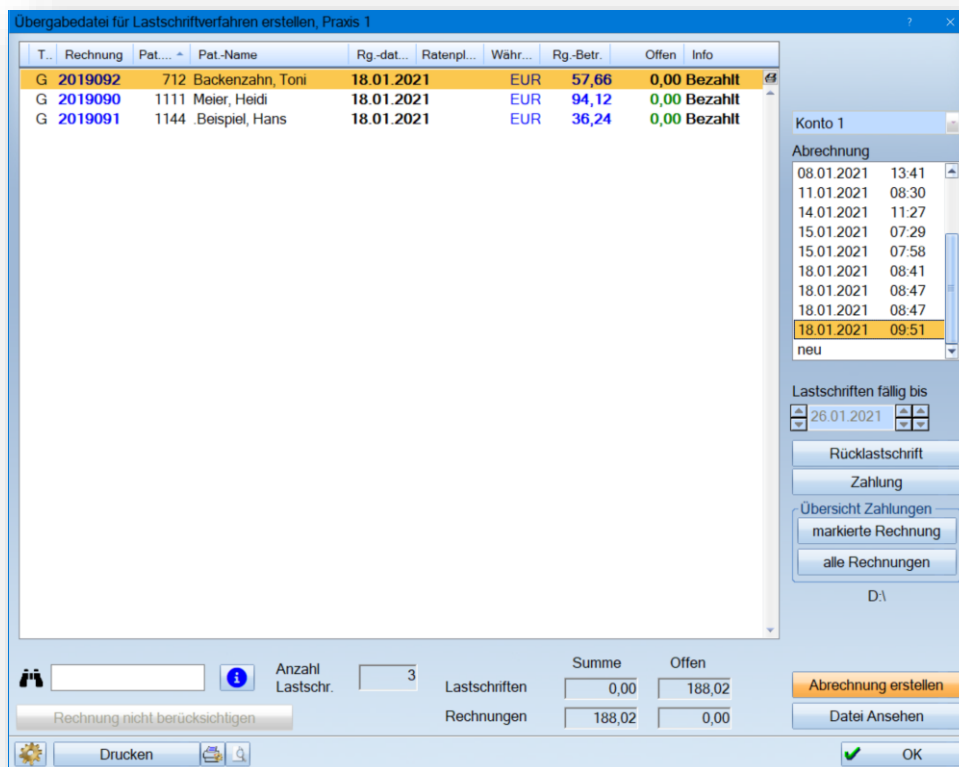 Übergabedatei für Lastschriftverfahren erstellen, Praxis 1
T.. Rechnung Pat.... Pat.-Name Rg.-dat... Ratenpl... Währ... Rg.-Betr. Offen Info
G 2019092 712 Backenzahn, Toni 18.01.2021 EUR 57,66 0,00 Bezahlt
G 2019090 1111 Meier, Heidi 18.01.2021 EUR 94,12 0,00 Bezahlt
G 2019091 1144 .Beispiel, Hans 18.01.2021 EUR 36,24 0,00 Bezahlt
Konto 1
Abrechnung
08.01.2021 13:41
11.01.2021 08:30
14.01.2021 11:27
15.01.2021 07:29
15.01.2021 07:58
18.01.2021 08:41
18.01.2021 08:47
18.01.2021 08:47
18.01.2021 09:51
neu
Lastschriften fällig bis
26.01.2021
Rücklastschrift
Zahlung
Übersicht Zahlungen
markierte Rechnung
alle Rechnungen
D:\
Anzahl
Lastschr. 3
Summe Offen
Lastschriften 0,00 188,02
Rechnungen 188,02 0,00
Rechnung nicht berücksichtigen
Abrechnung erstellen
Datei Ansehen
Drucken
OK